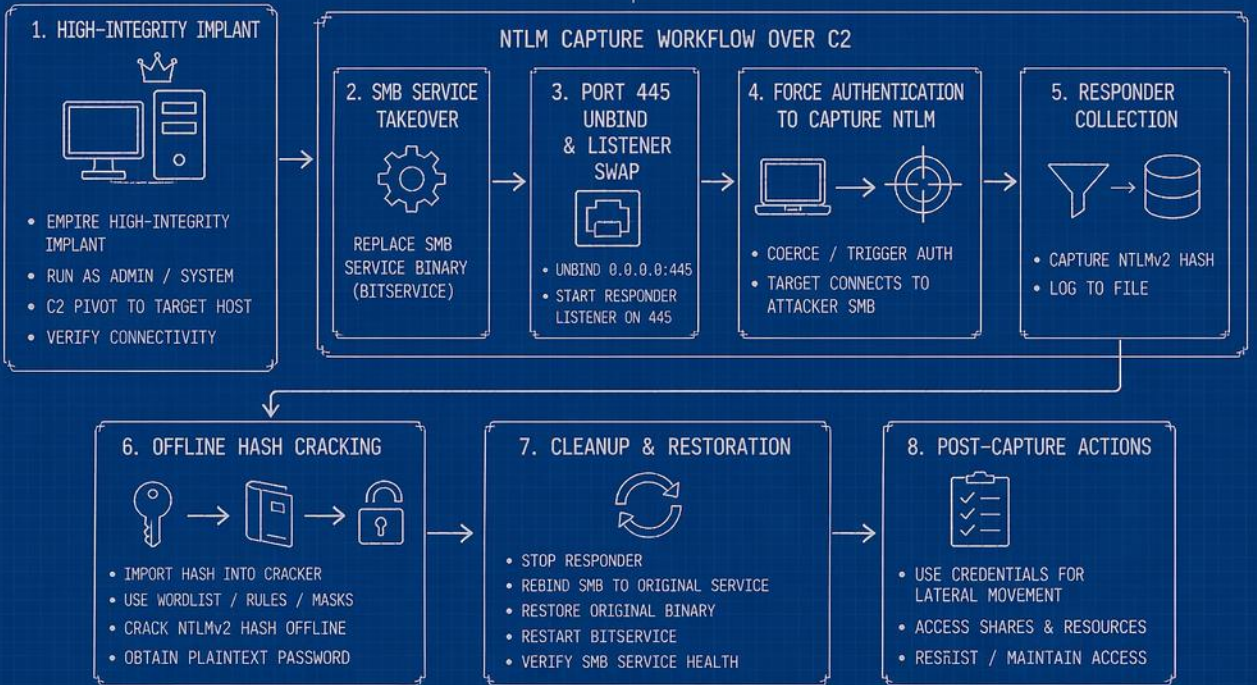 1. HIGH-INTEGRITY IMPLANT
• EMPIRE HIGH-INTEGRITY
IMPLANT
• RUN AS ADMIN / SYSTEM
• C2 PIVOT TO TARGET HOST
• VERIFY CONNECTIVITY
NTLM CAPTURE WORKFLOW OVER C2
2. SMB SERVICE
TAKEOVER
REPLACE SMB
SERVICE BINARY
(BITSERVICE)
3. PORT 445
UNBIND
& LISTENER
SWAP
• UNBIND 0.0.0.0:445
• START RESPONDER
LISTENER ON 445
4. FORCE AUTHENTICATION
TO CAPTURE NTLM
• COERCE / TRIGGER AUTH
• TARGET CONNECTS TO
ATTACKER SMB
5. RESPONDER
COLLECTION
• CAPTURE NTLMv2 HASH
• LOG TO FILE
6. OFFLINE HASH CRACKING
• IMPORT HASH INTO CRACKER
• USE WORDLIST / RULES / MASKS
• CRACK NTLMv2 HASH OFFLINE
• OBTAIN PLAINTEXT PASSWORD
7. CLEANUP & RESTORATION
• STOP RESPONDER
• REBIND SMB TO ORIGINAL SERVICE
• RESTORE ORIGINAL BINARY
• RESTART BITSERVICE
• VERIFY SMB SERVICE HEALTH
8. POST-CAPTURE ACTIONS
• USE CREDENTIALS FOR
LATERAL MOVEMENT
• ACCESS SHARES & RESOURCES
• / MAINTAIN ACCESS